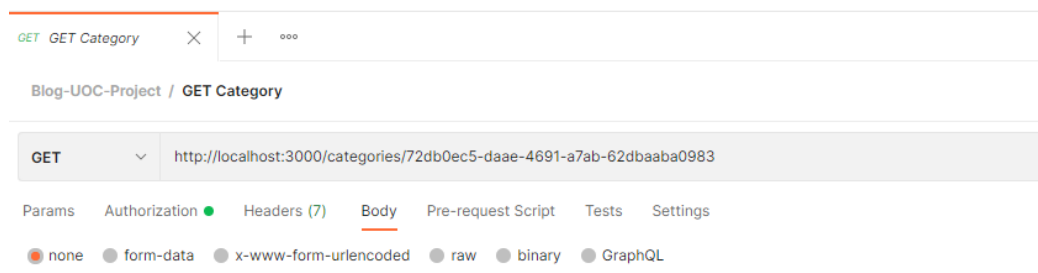 GET GET Category
Blog-UOC-Project / GET Category
GET http://localhost:3000/categories/72db0ec5-daae-4691-a7ab-62dbaaba0983
Params Authorization Headers (7) Body Pre-request Script Tests Settings
none form-data x-www-form-urlencoded raw binary GraphQL